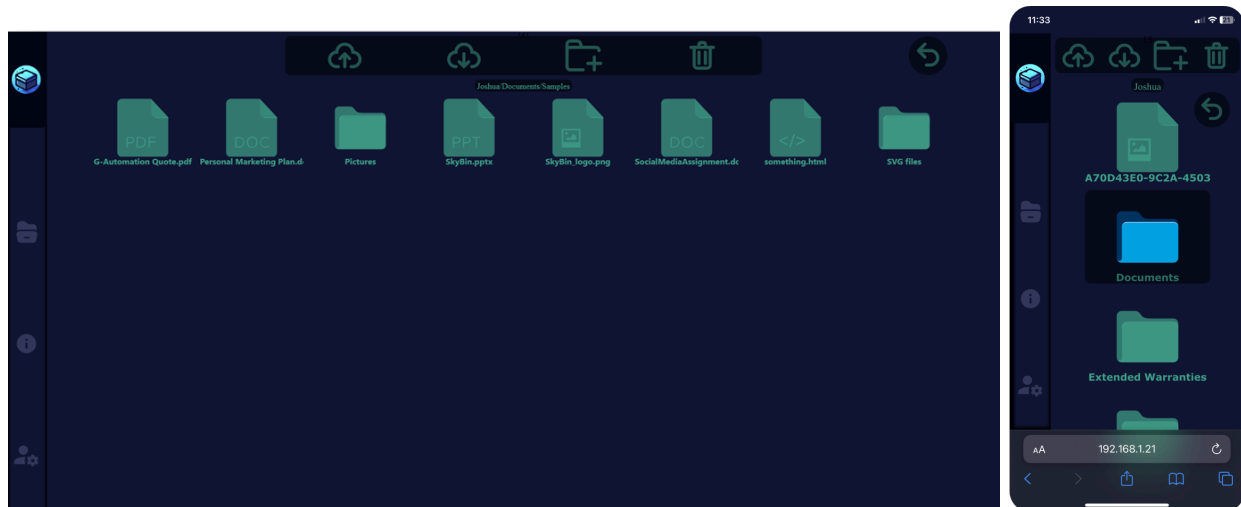 Joshua/Documents/Samples
PDF
DOC
PPT
DOC
</>
G-Automation Quote.pdf
Personal Marketing Plan.d
Pictures
SkyBin.pptx
SkyBin_logo.png
SocialMediaAssignment.dc
something.html
SVG files
11:33
21
Joshua
A70D43E0-9C2A-4503
Documents
Extended Warranties
AA
192.168.1.21